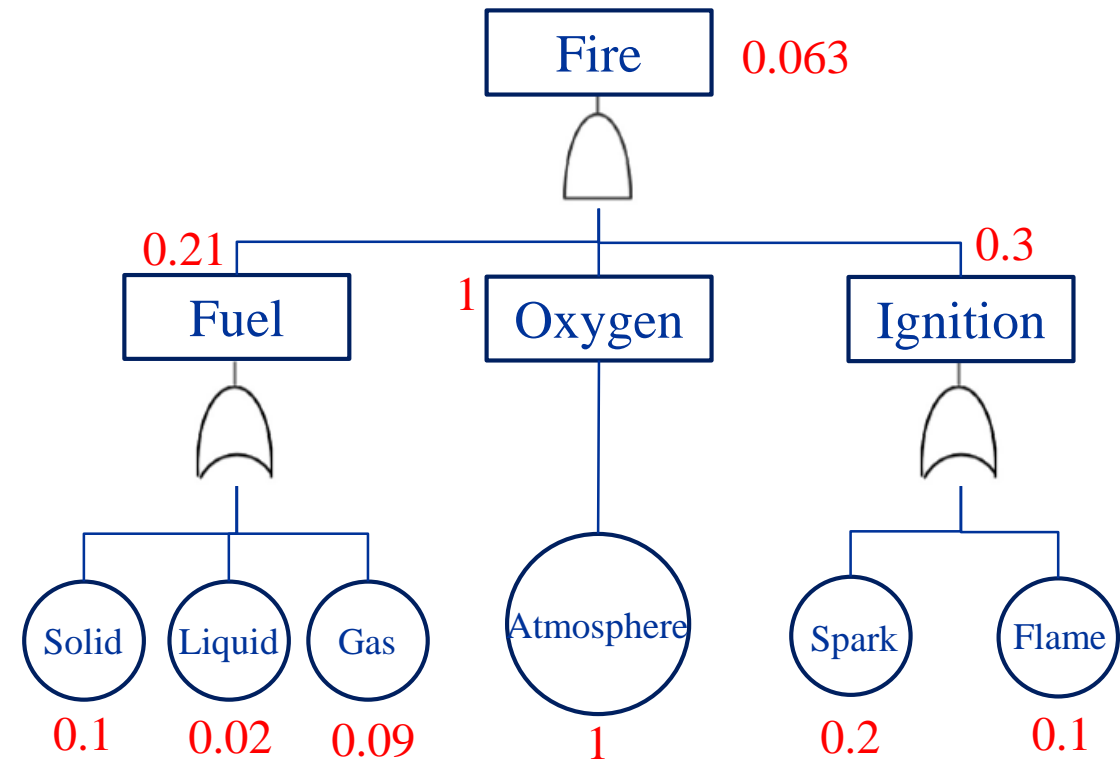 Fire
0.063
0.21
1
0.3
Fuel
Oxygen
Ignition
Solid
Liquid
Gas
Atmosphere
Spark
Flame
0.1
0.02
0.09
1
0.2
0.1